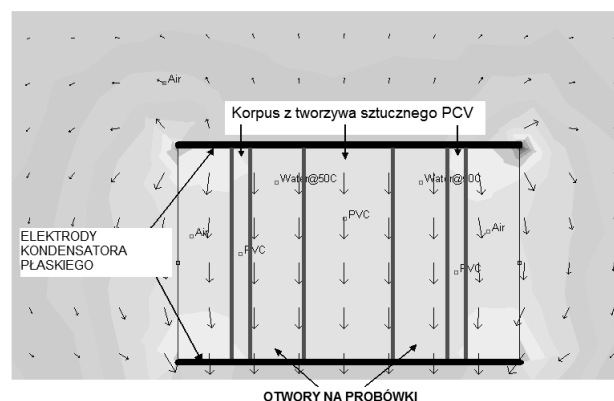 Air
Korpus z tworzywa sztucznego PCV
Water@50C
Water@90C
PVC
Air
Air
PVC
PVC
ELEKTRODY
KONDENSATORA
PŁASKIEGO
OTWORY NA PROBÓWKI